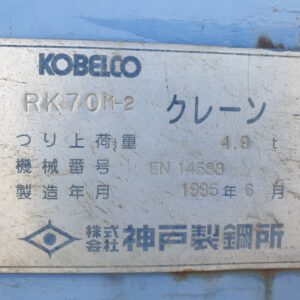 KOBELCO
RK70M-2 クレーン
つり上荷重 4.9 t
機械番号 EN-14533
製造年月 1995年6月
株式会社 神戸製鋼所